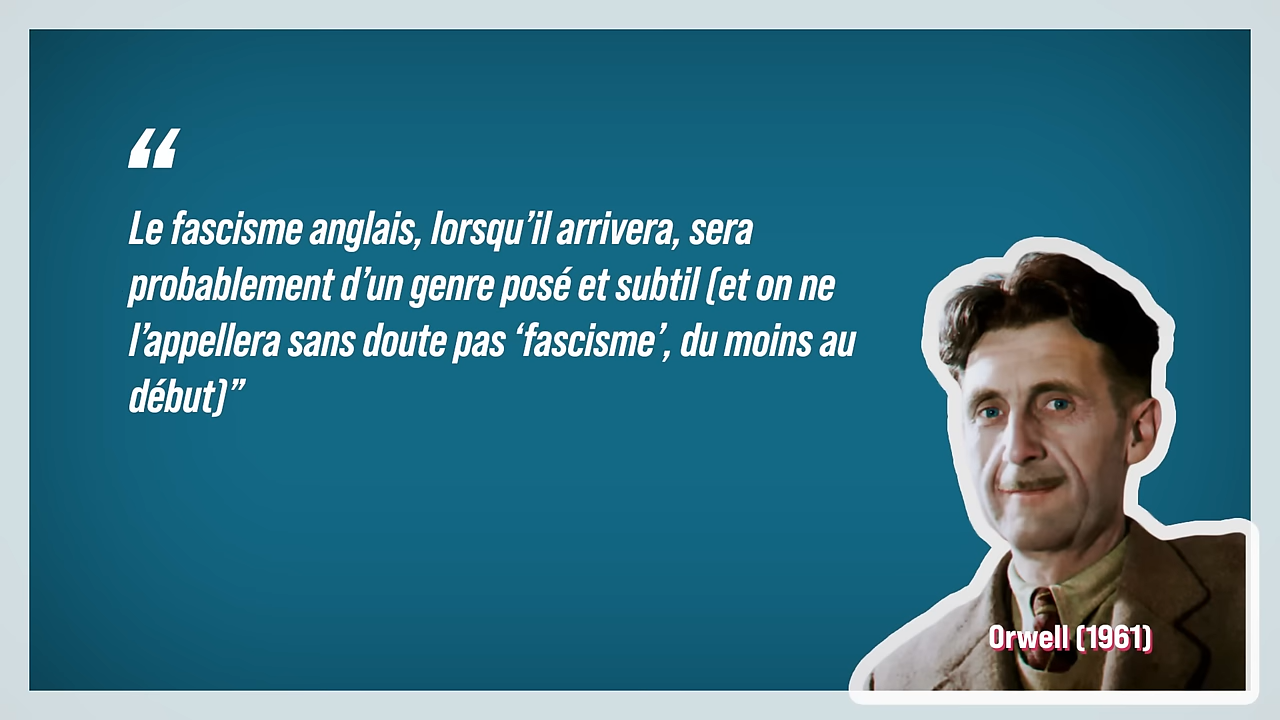 “
Le fascisme anglais, lorsqu’il arrivera, sera
probablement d’un genre posé et subtil (et on ne
l’appellera sans doute pas ‘fascisme’, du moins au
début)”
Orwell (1961)